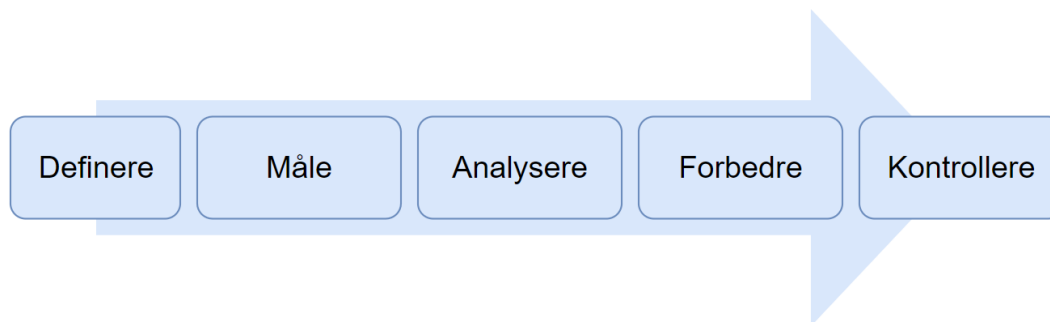 Definere
Måle
Analysere
Forbedre
Kontrollere